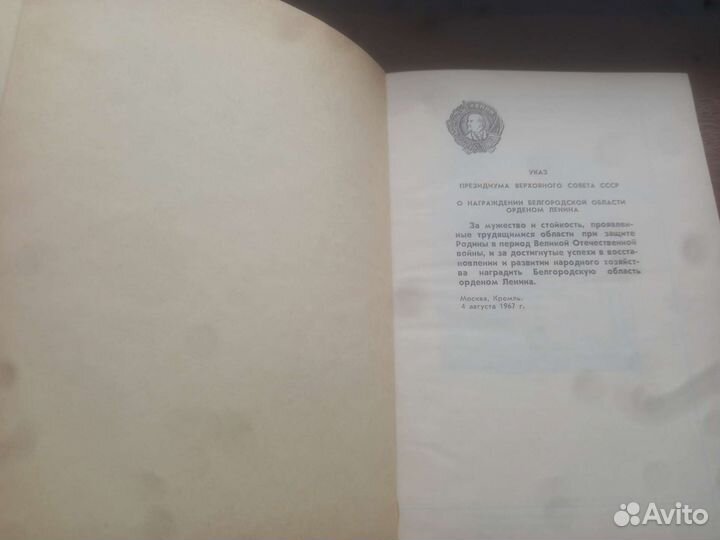 УКАЗ
ПРЕЗИДИУМА ВЕРХОВНОГО СОВЕТА СССР
О НАГРАЖДЕНИИ БЕЛГОРОДСКОЙ ОБЛАСТИ
ОРДЕНОМ ЛЕНИНА
За мужество и стойкость, проявлен-
ные трудящимися области при защите
Родины в период Великой Отечественной
войны, и за достигнутые успехи в восста-
новлении и развитии народного хозяйст-
ва наградить Белгородскую область
орденом Ленина.
Москва, Кремль.
4 августа 1967 г.
Avito